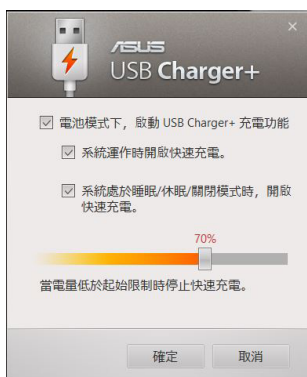 ASUS
USB Charger+
電池模式下，啟動 USB Charger+ 充電功能
系統運作時開啟快速充電。
系統處於睡眠/休眠/關閉模式時，開啟
快速充電。
70%
當電量低於起始限制時停止快速充電。
確定 取消